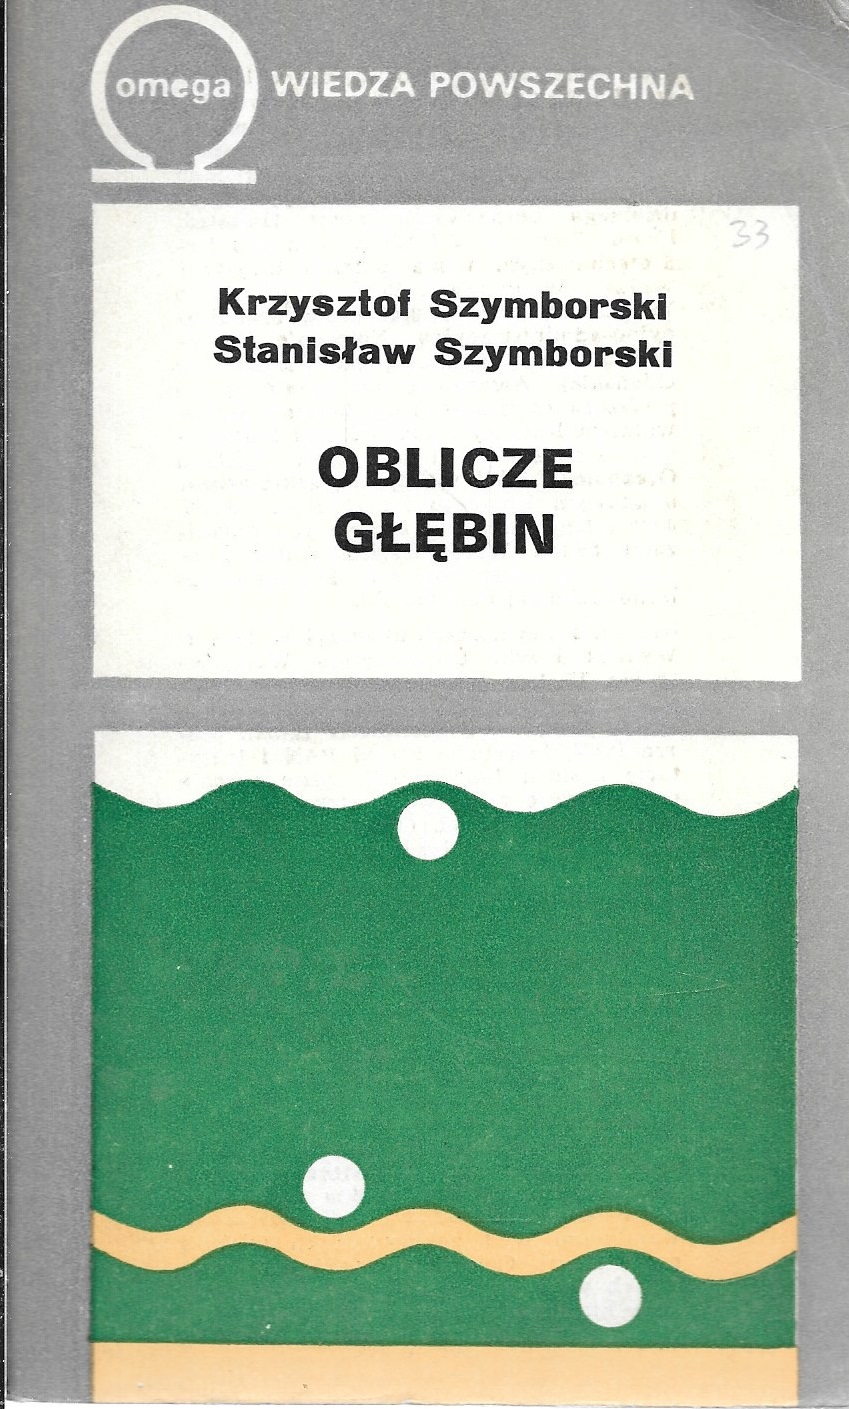 omega WIEDZA POWSZECHNA
33
Krzysztof Szymborski
Stanisław Szymborski
OBLICZE
GŁĘBIN